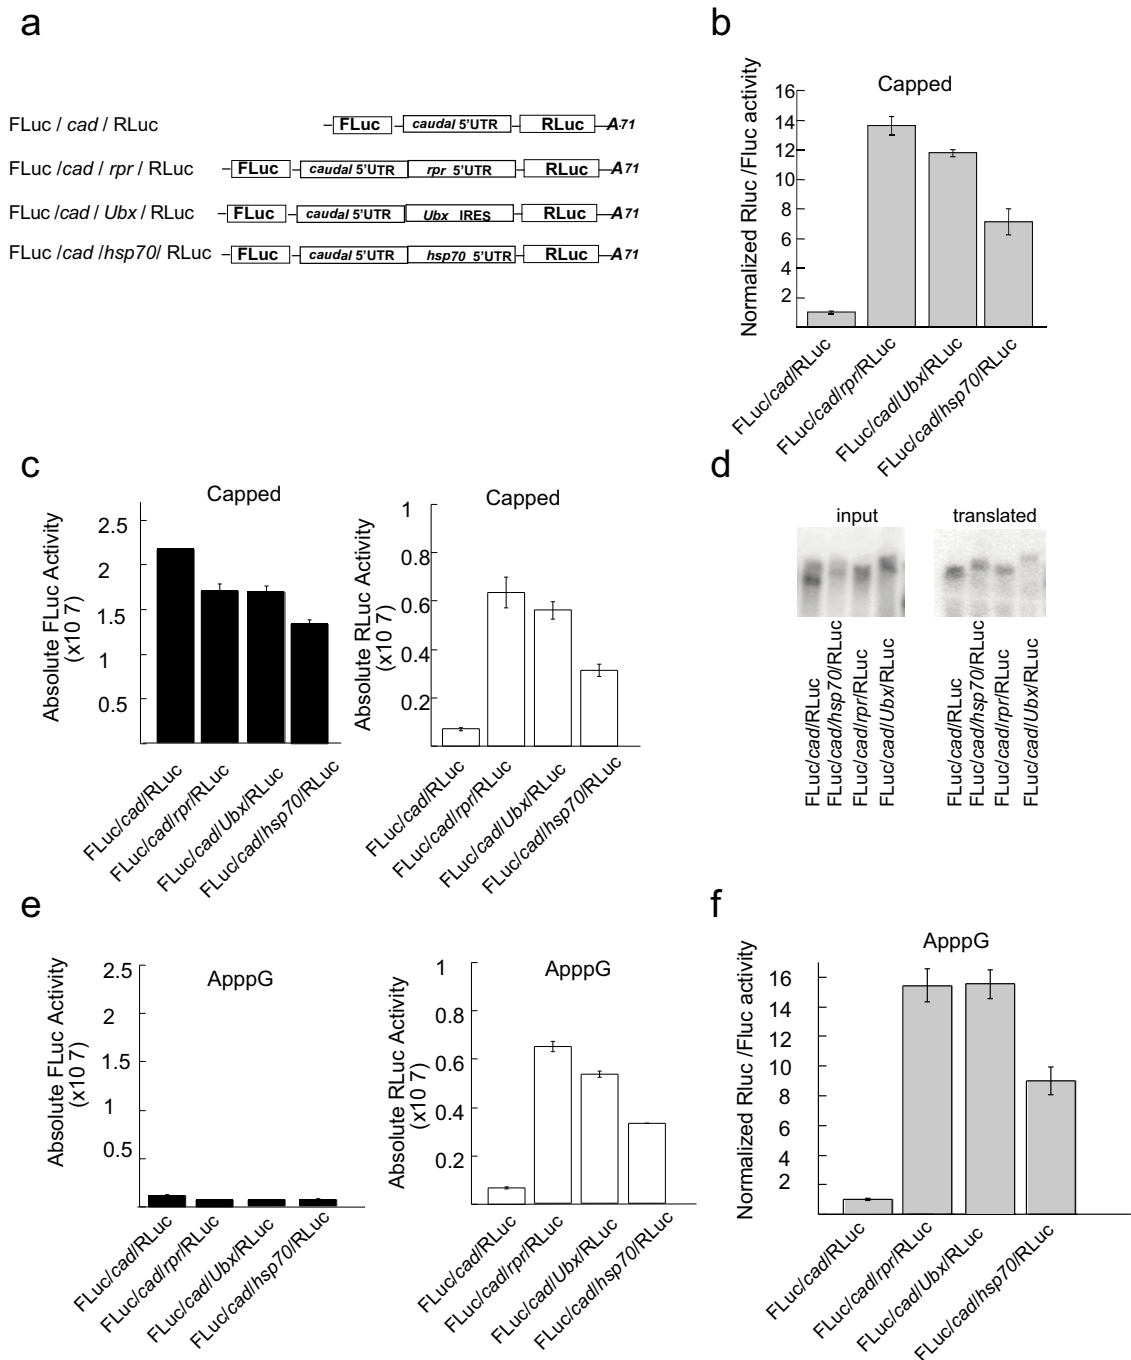 a
FLuc / cad / RLuc
FLuc caudal 5'UTR RLuc A71
FLuc /cad / rpr / RLuc
FLuc caudal 5'UTR rpr 5'UTR RLuc A71
FLuc /cad / Ubx / RLuc
FLuc caudal 5'UTR Ubx IRES RLuc A71
FLuc /cad /hsp70/ RLuc
FLuc caudal 5'UTR hsp70 5'UTR RLuc A71
b
Capped
Normalized Rluc /Fluc activity
16
14
12
10
8
6
4
2
FLuc/cad/RLuc
FLuc/cad/rpr/RLuc
FLuc/cad/Ubx/RLuc
FLuc/cad/hsp70/RLuc
c
Capped
Absolute FLuc Activity
(x10 7)
2.5
2
1.5
1
0.5
FLuc/cad/RLuc
FLuc/cad/rpr/RLuc
FLuc/cad/Ubx/RLuc
FLuc/cad/hsp70/RLuc
Capped
Absolute RLuc Activity
(x10 7)
1
0.8
0.6
0.4
0.2
FLuc/cad/RLuc
FLuc/cad/rpr/RLuc
FLuc/cad/Ubx/RLuc
FLuc/cad/hsp70/RLuc
d
input
FLuc/cad/RLuc
FLuc/cad/hsp70/RLuc
FLuc/cad/rpr/RLuc
FLuc/cad/Ubx/RLuc
translated
FLuc/cad/RLuc
FLuc/cad/hsp70/RLuc
FLuc/cad/rpr/RLuc
FLuc/cad/Ubx/RLuc
e
ApppG
Absolute FLuc Activity
(x10 7)
2.5
2
1.5
1
0.5
FLuc/cad/RLuc
FLuc/cad/rpr/RLuc
FLuc/cad/Ubx/RLuc
FLuc/cad/hsp70/RLuc
ApppG
Absolute RLuc Activity
(x10 7)
1
0.8
0.6
0.4
0.2
FLuc/cad/RLuc
FLuc/cad/rpr/RLuc
FLuc/cad/Ubx/RLuc
FLuc/cad/hsp70/RLuc
f
ApppG
Normalized Rluc /Fluc activity
16
14
12
10
8
6
4
2
FLuc/cad/RLuc
FLuc/cad/rpr/RLuc
FLuc/cad/Ubx/RLuc
FLuc/cad/hsp70/RLuc